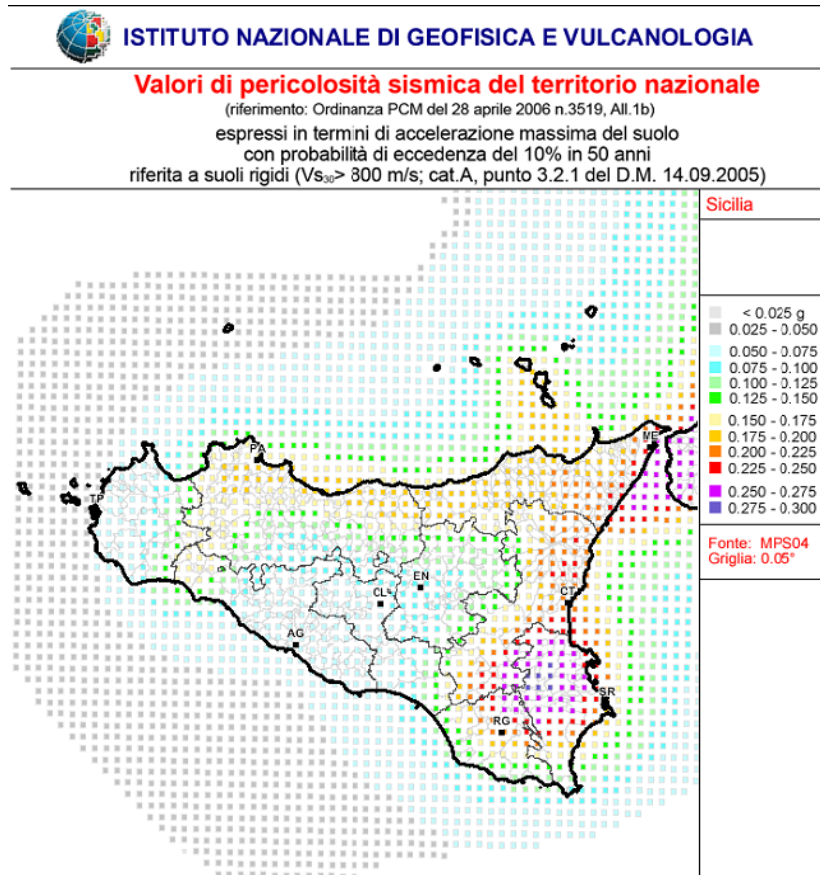 ISTITUTO NAZIONALE DI GEOFISICA E VULCANOLOGIA
Valori di pericolosità sismica del territorio nazionale
(riferimento: Ordinanza PCM del 28 aprile 2006 n.3519, All.1b)
espressi in termini di accelerazione massima del suolo
con probabilità di eccedenza del 10% in 50 anni
riferita a suoli rigidi (Vs₃₀> 800 m/s; cat.A, punto 3.2.1 del D.M. 14.09.2005)
Sicilia
< 0.025 g
0.025 - 0.050
0.050 - 0.075
0.075 - 0.100
0.100 - 0.125
0.125 - 0.150
0.150 - 0.175
0.175 - 0.200
0.200 - 0.225
0.225 - 0.250
0.250 - 0.275
0.275 - 0.300
Fonte: MPS04
Griglia: 0.05°
ME
PA
TP
EN
CL
CT
AG
SR
RG